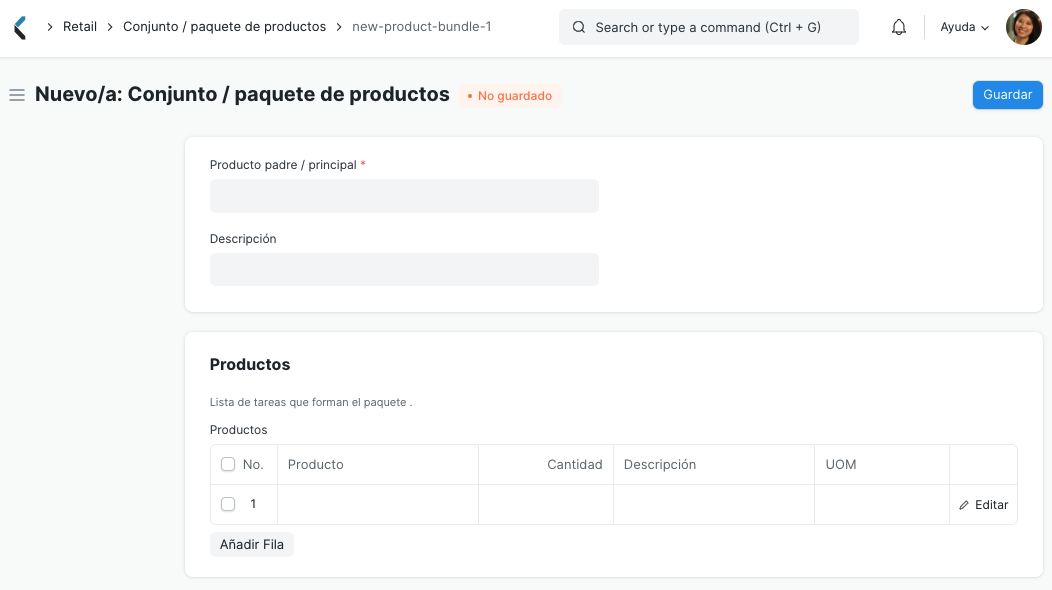 Retail
Conjunto / paquete de productos
new-product-bundle-1
Search or type a command (Ctrl + G)
Ayuda
Nuevo/a: Conjunto / paquete de productos
No guardado
Guardar
Producto padre / principal *
Descripción
Productos
Lista de tareas que forman el paquete .
Productos
No. Producto Cantidad Descripción UOM
1 Editar
Añadir Fila